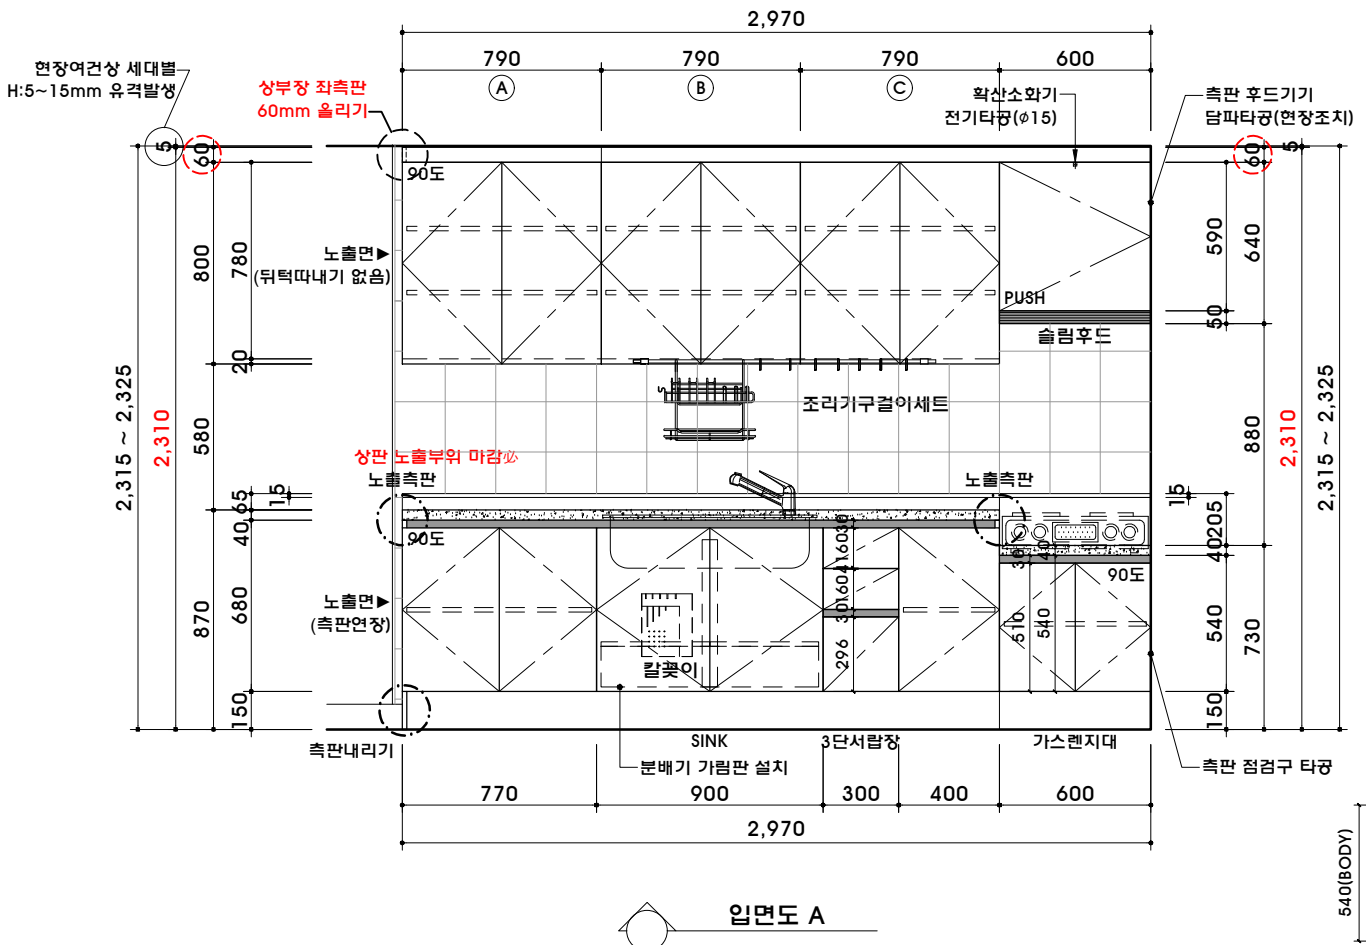 2,970
790
790
790
600
A
B
C
현장여건상 세대별
H:5~15mm 유격발생
상부장 좌측판
60mm 올리기
확산소화기
전기타공(ø15)
측판 후드기기
담파타공(현장조치)
5
60
60
5
90도
노출면▶
(뒤턱따내기 없음)
PUSH
슬림후드
조리기구걸이세트
2,315 ~ 2,325
2,310
800
780
20
580
590
640
50
880
2,310
2,315 ~ 2,325
상판 노출부위 마감必
노출측판
노출측판
15
65
40
90도
30
160
4
160
30
296
30
40
510
540
90도
15
205
40
노출면▶
(측판연장)
870
680
150
540
730
150
칼꽂이
측판내리기
SINK
3단서랍장
가스렌지대
분배기 가림판 설치
측판 점검구 타공
770
900
300
400
600
2,970
540(BODY)
입면도 A